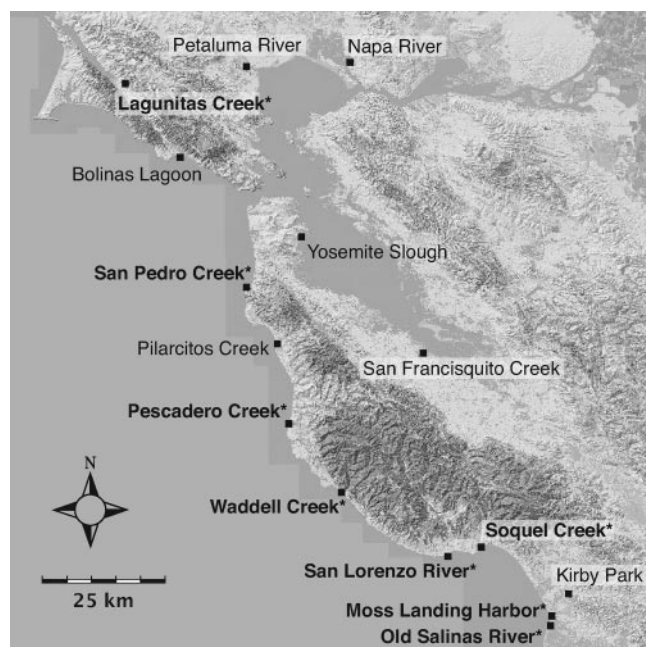 Petaluma River
Napa River
Lagunitas Creek*
Bolinas Lagoon
Yosemite Slough
San Pedro Creek*
Pilarcitos Creek
San Francisquito Creek
Pescadero Creek*
N
Waddell Creek*
Soquel Creek*
San Lorenzo River*
Kirby Park
25 km
Moss Landing Harbor*
Old Salinas River*